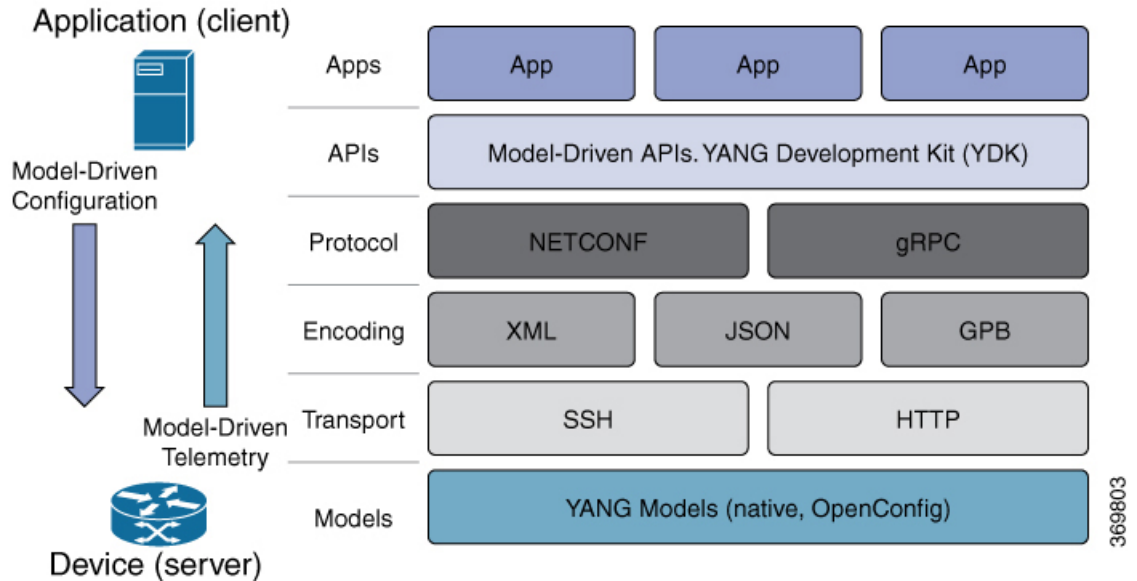 Application (client)
Model-Driven
Configuration
Model-Driven
Telemetry
Device (server)
Apps
App
App
App
APIs
Model-Driven APIs. YANG Development Kit (YDK)
Protocol
NETCONF
gRPC
Encoding
XML
JSON
GPB
Transport
SSH
HTTP
Models
YANG Models (native, OpenConfig)
369803